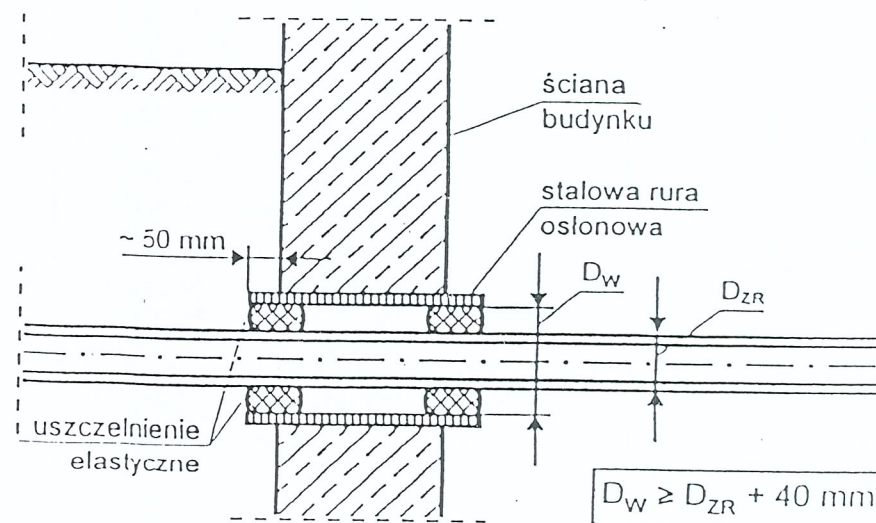 ściana
budynku
stalowa rura
osłonowa
~ 50 mm
D_W
D_ZR
uszczelnienie
elastyczne
D_W ≥ D_ZR + 40 mm